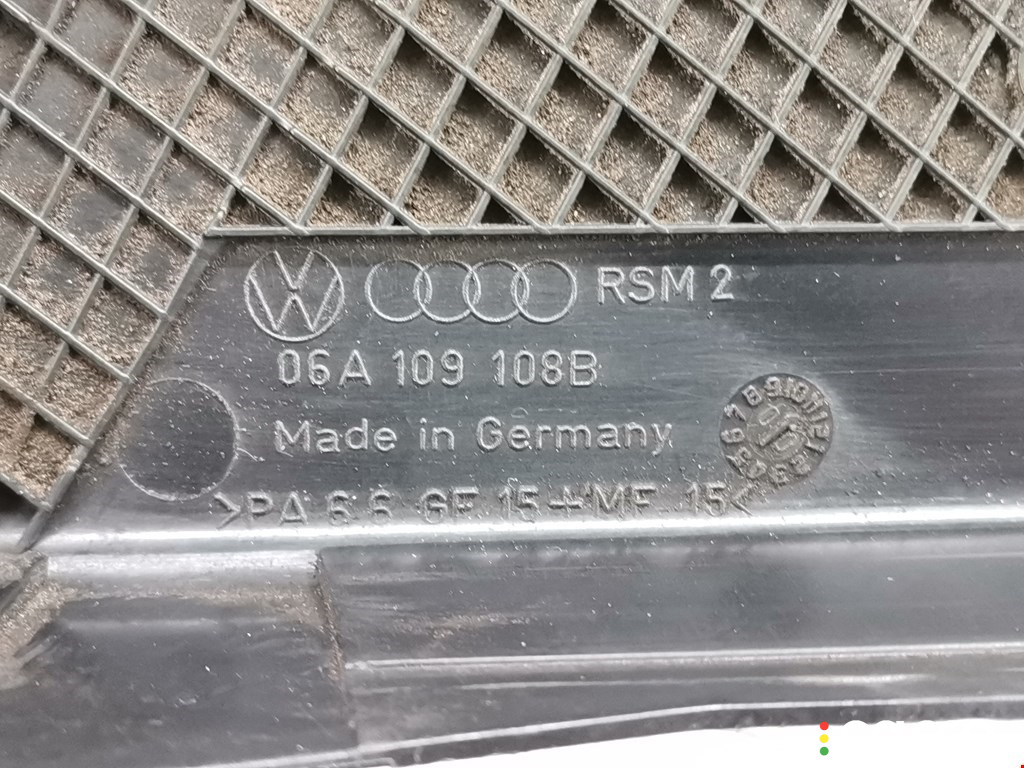 RSM 2
06A 109 108B
Made in Germany
>PA 6 6 GF 15+MF 15<